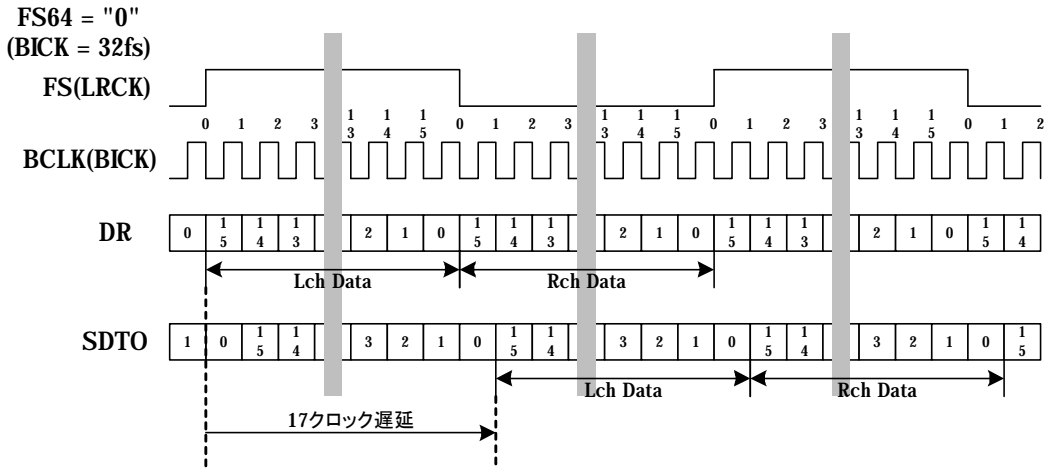 FS64 = "0"
(BICK = 32fs)
FS(LRCK)
0 1 2 3 13 14 15 0 1 2 3 13 14 15 0 1 2 3 13 14 15 0 1 2
BCLK(BICK)
DR 0 15 14 13 2 1 0 15 14 13 2 1 0 15 14 13 2 1 0 15 14
Lch Data Rch Data
SDTO 1 0 15 14 3 2 1 0 15 14 3 2 1 0 15 14 3 2 1 0 15
Lch Data Rch Data
17クロック遅延